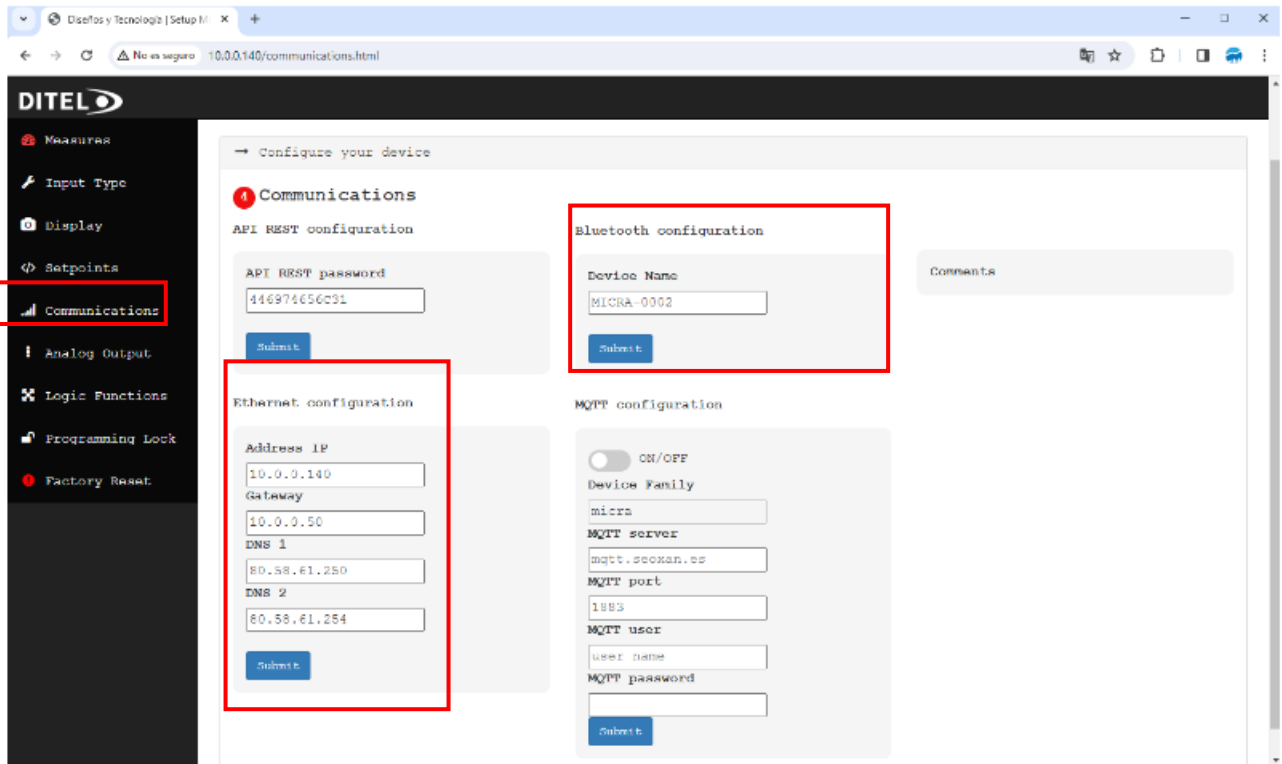 Diseños y Tecnología | Setup M
No es seguro
10.0.0.140/communications.html
DITEL
Measures
Input Type
Display
Setpoints
Communications
Analog Output
Logic Functions
Programming Lock
Factory Reset
→ Configure your device
4 Communications
API REST configuration
API REST password
446974656C31
Submit
Bluetooth configuration
Device Name
MICRA-0002
Submit
Comments
Ethernet configuration
Address IP
10.0.0.140
Gateway
10.0.0.50
DNS 1
80.58.61.250
DNS 2
80.58.61.254
Submit
MQTT configuration
ON/OFF
Device Family
micra
MQTT server
mqtt.seoxan.es
MQTT port
1883
MQTT user
user name
MQTT password
Submit